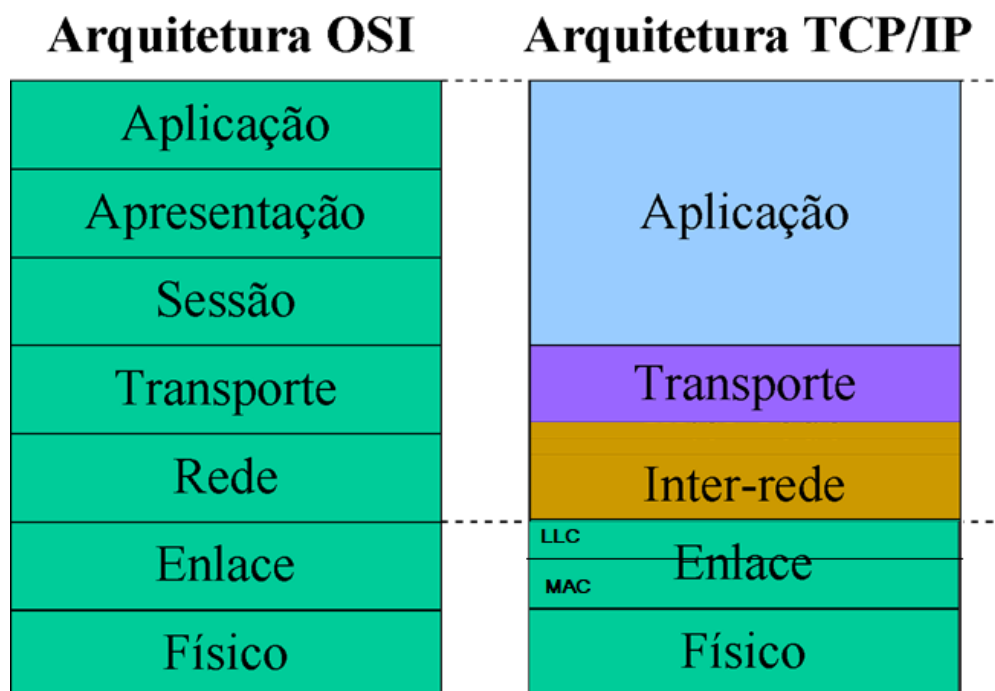 Arquitetura OSI
Aplicação
Apresentação
Sessão
Transporte
Rede
Enlace
Físico
Arquitetura TCP/IP
Aplicação
Transporte
Inter-rede
LLC
Enlace
MAC
Físico